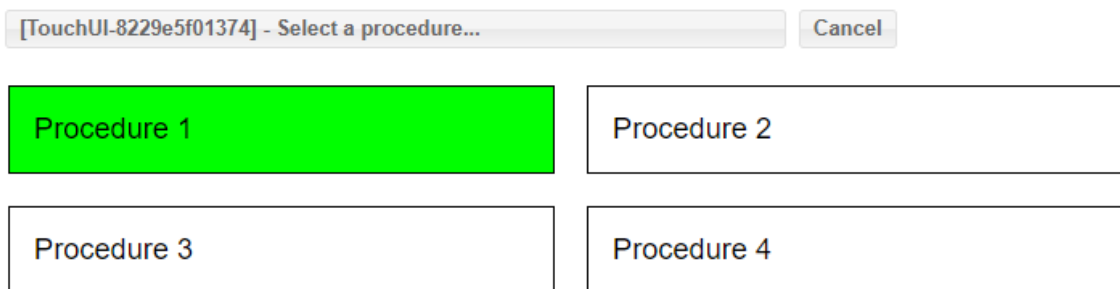 [TouchUI-8229e5f01374] - Select a procedure... Cancel
Procedure 1 Procedure 2
Procedure 3 Procedure 4